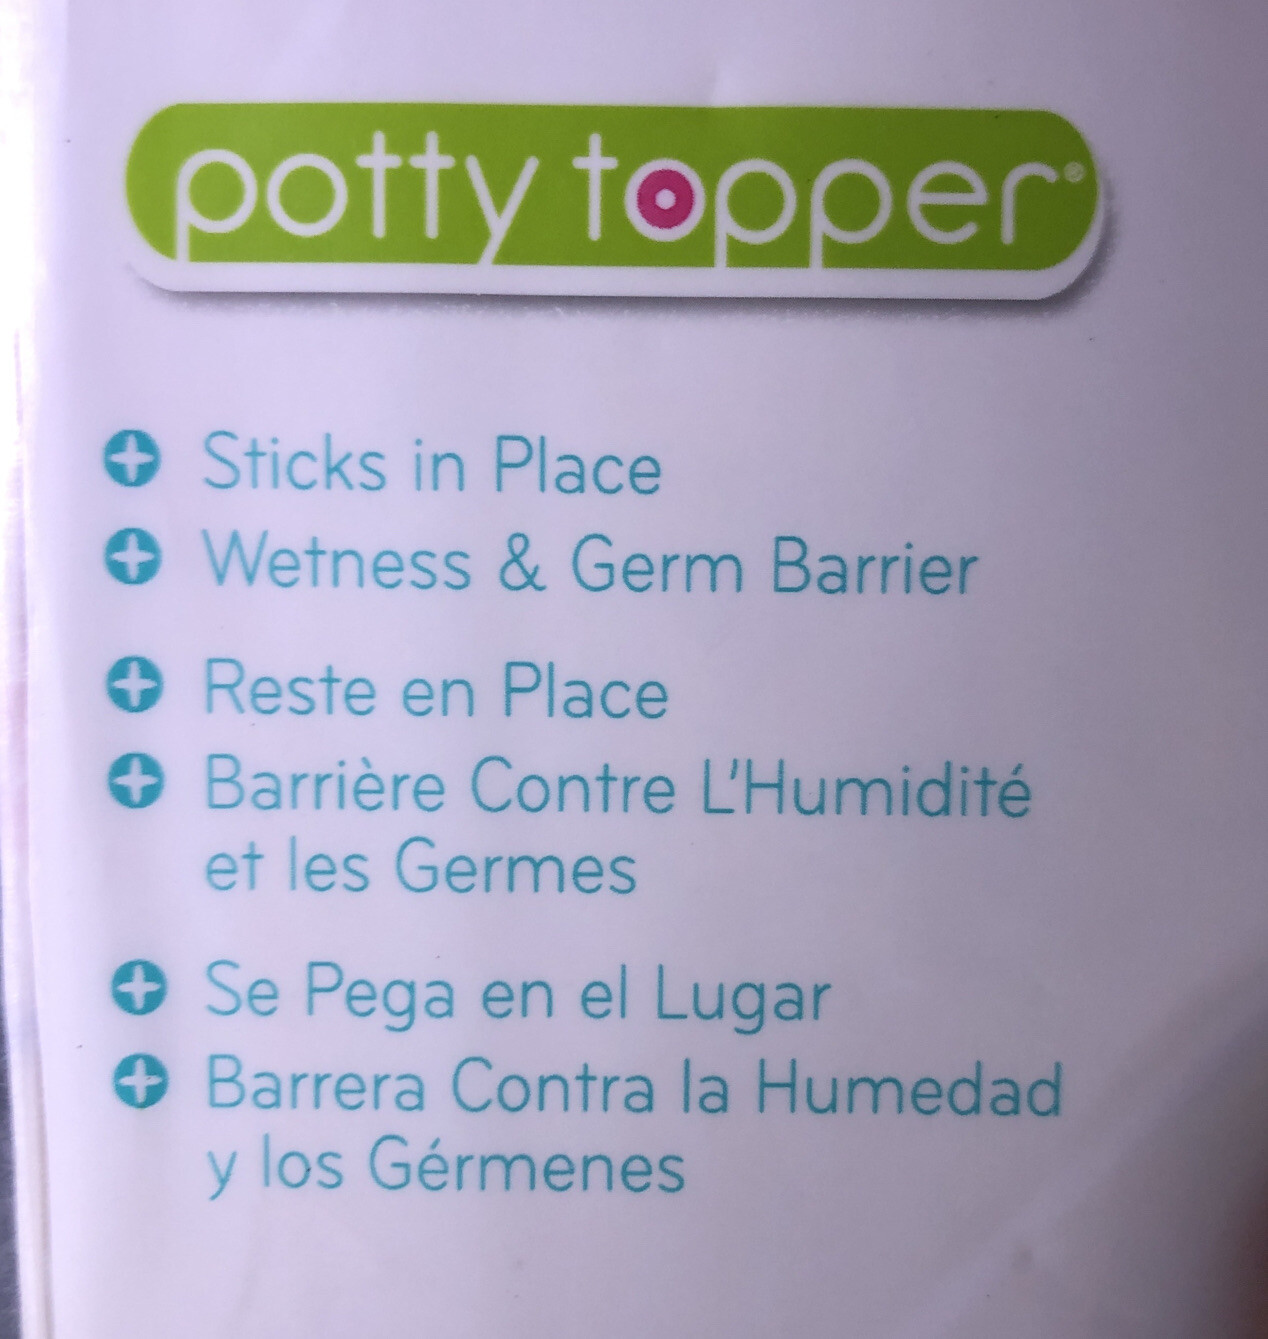 potty topper®
Sticks in Place
Wetness & Germ Barrier
Reste en Place
Barrière Contre L'Humidité
et les Germes
Se Pega en el Lugar
Barrera Contra la Humedad
y los Gérmenes